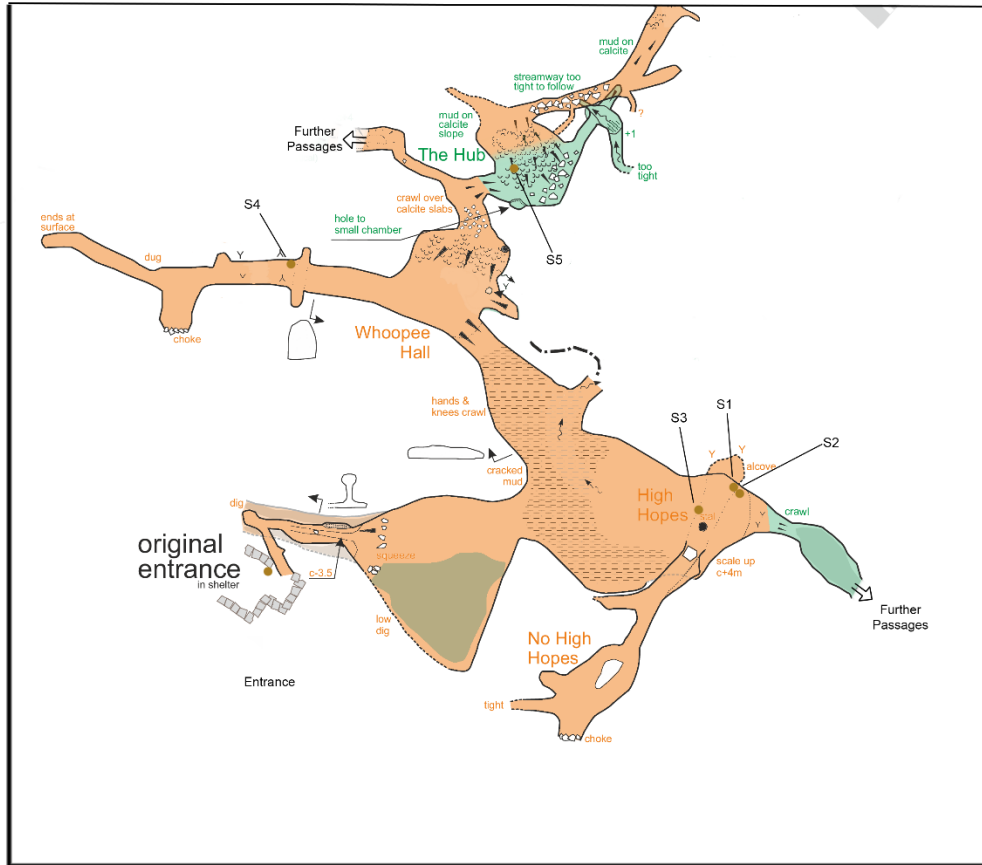 mud on
calcite
streamway too
tight to follow
?
mud on
calcite
slope
+1
Further
Passages
The Hub
too
tight
crawl over
calcite slabs
S4
ends at
surface
hole to
small chamber
dug
S5
choke
Whoopee
Hall
hands &
knees crawl
S3
S1
S2
alcove
cracked
mud
High
Hopes
stal
crawl
dig
original
entrance
in shelter
squeeze
c-3.5
scale up
c+4m
Further
Passages
low
dig
No High
Hopes
Entrance
tight
choke